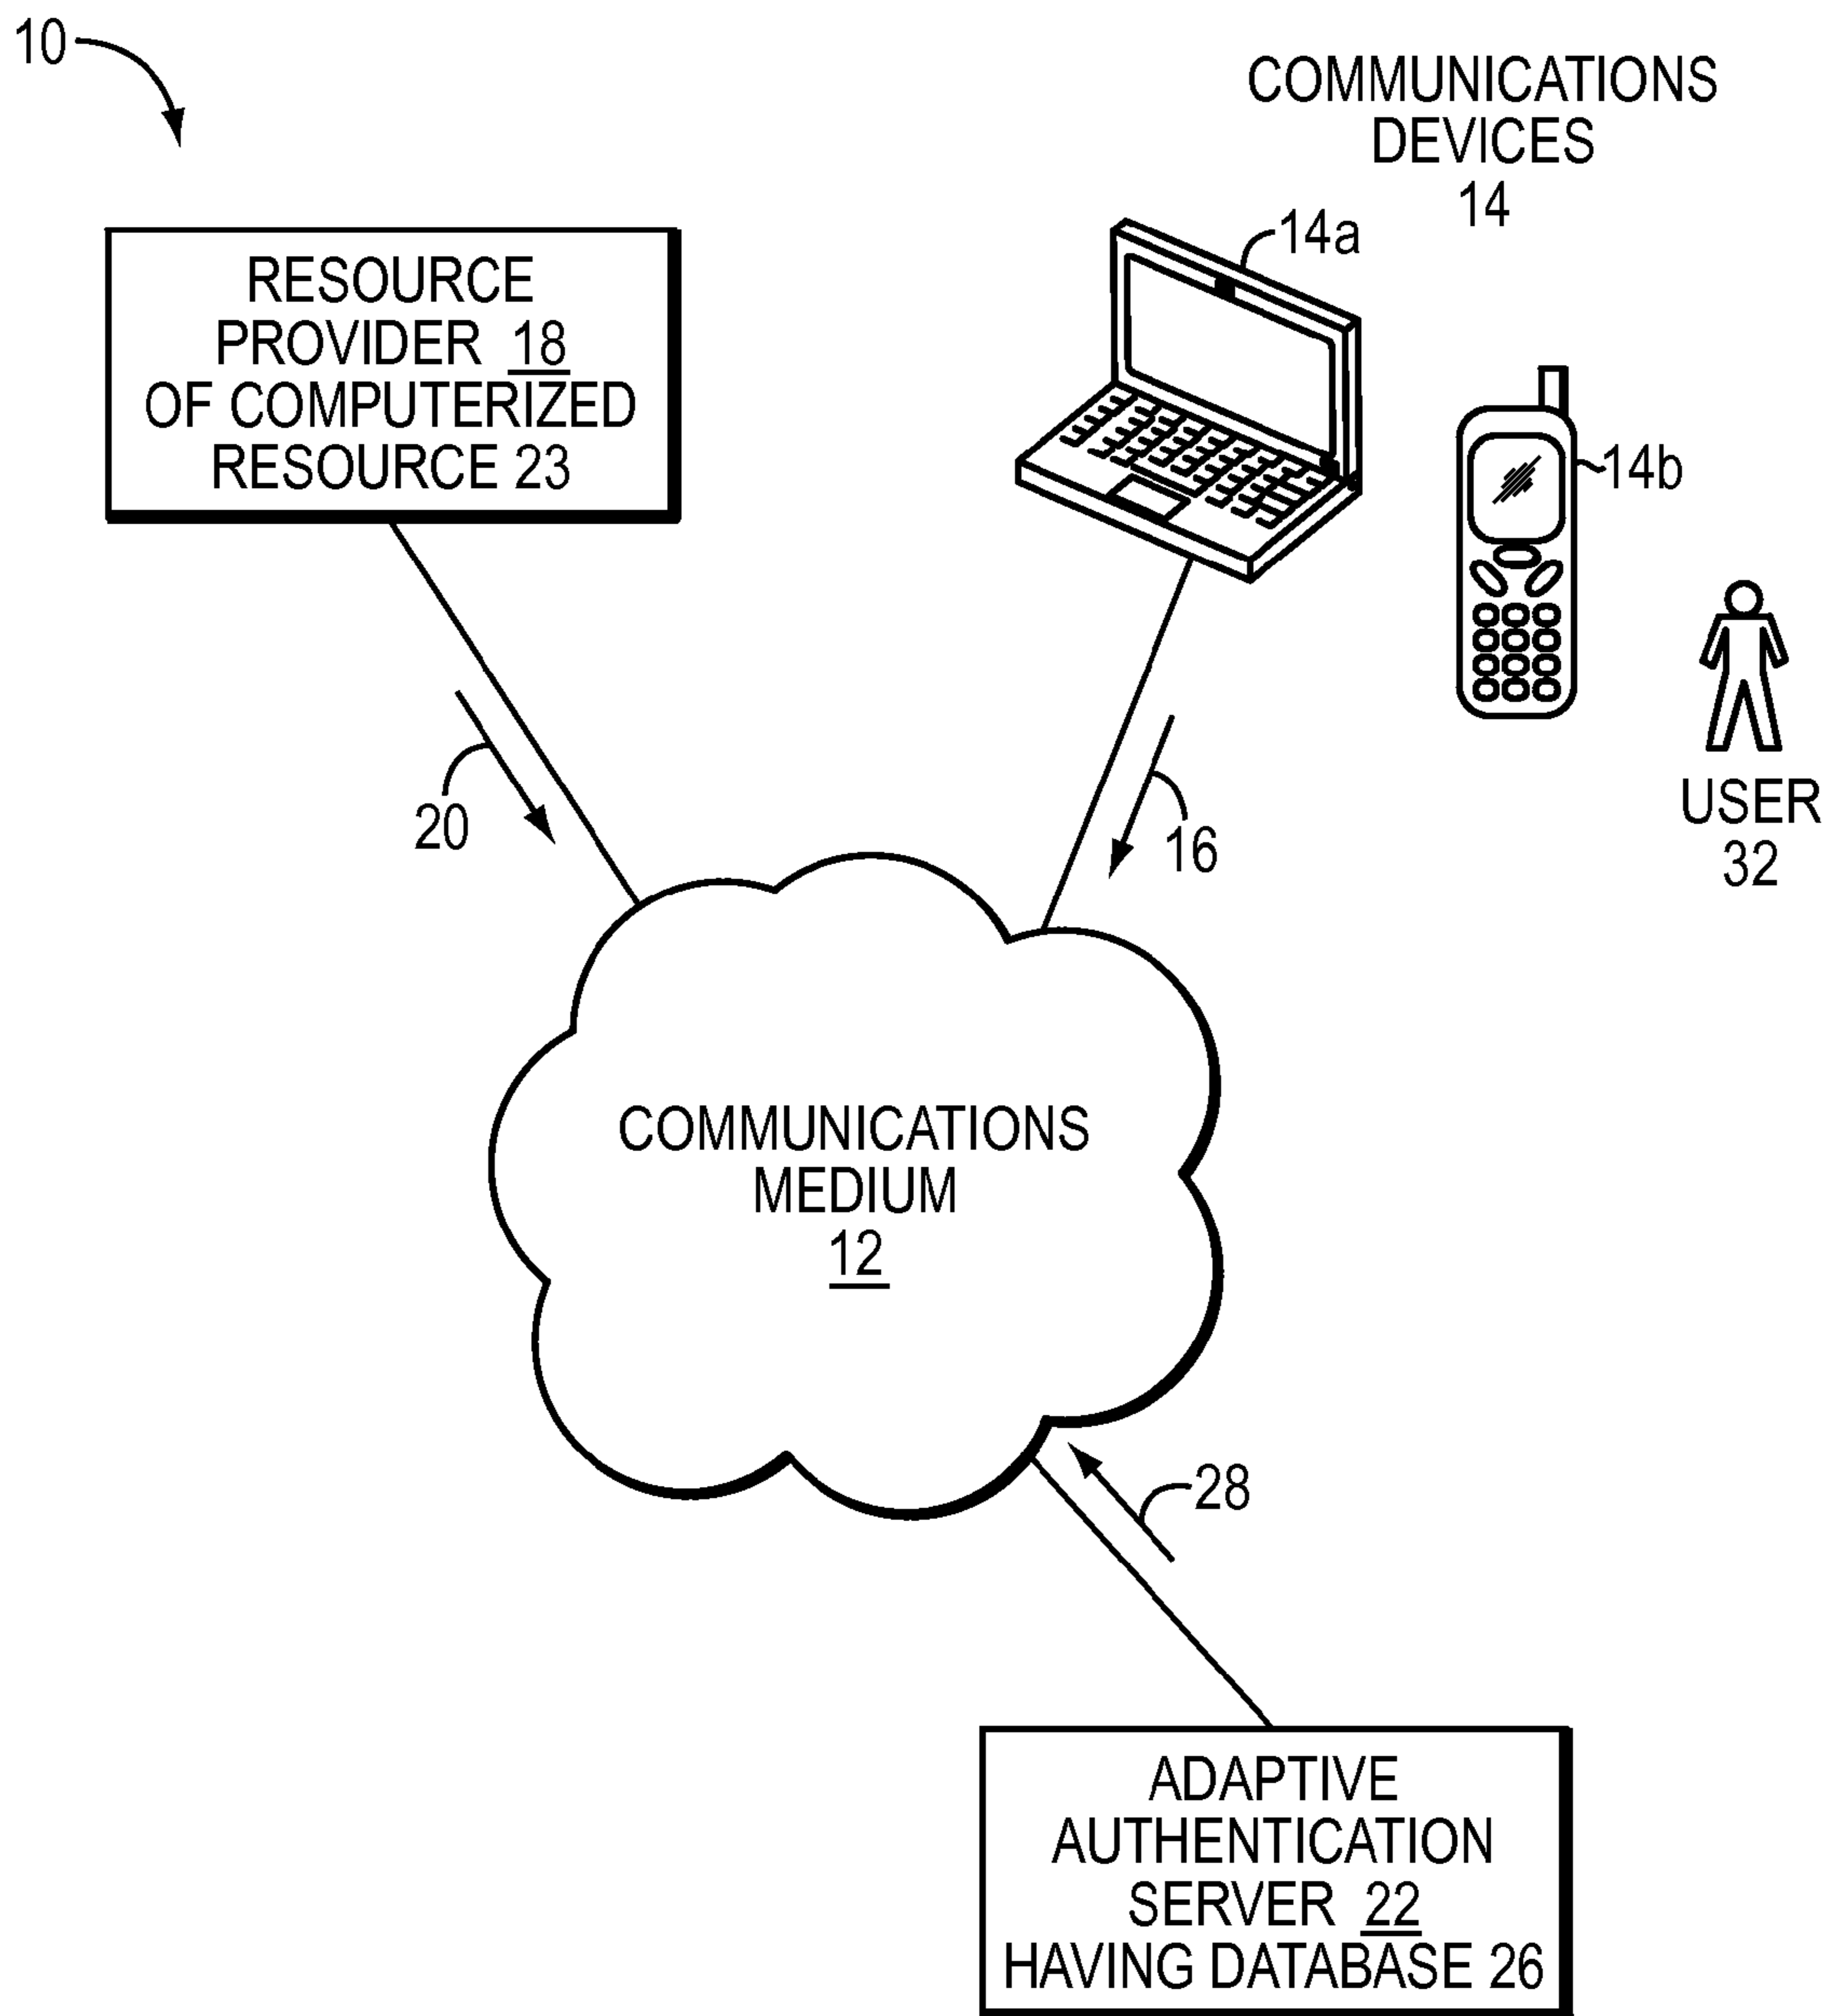 10
COMMUNICATIONS
DEVICES
14
14a
RESOURCE
PROVIDER 18
OF COMPUTERIZED
RESOURCE 23
14b
20
16
USER
32
COMMUNICATIONS
MEDIUM
12
28
ADAPTIVE
AUTHENTICATION
SERVER 22
HAVING DATABASE 26